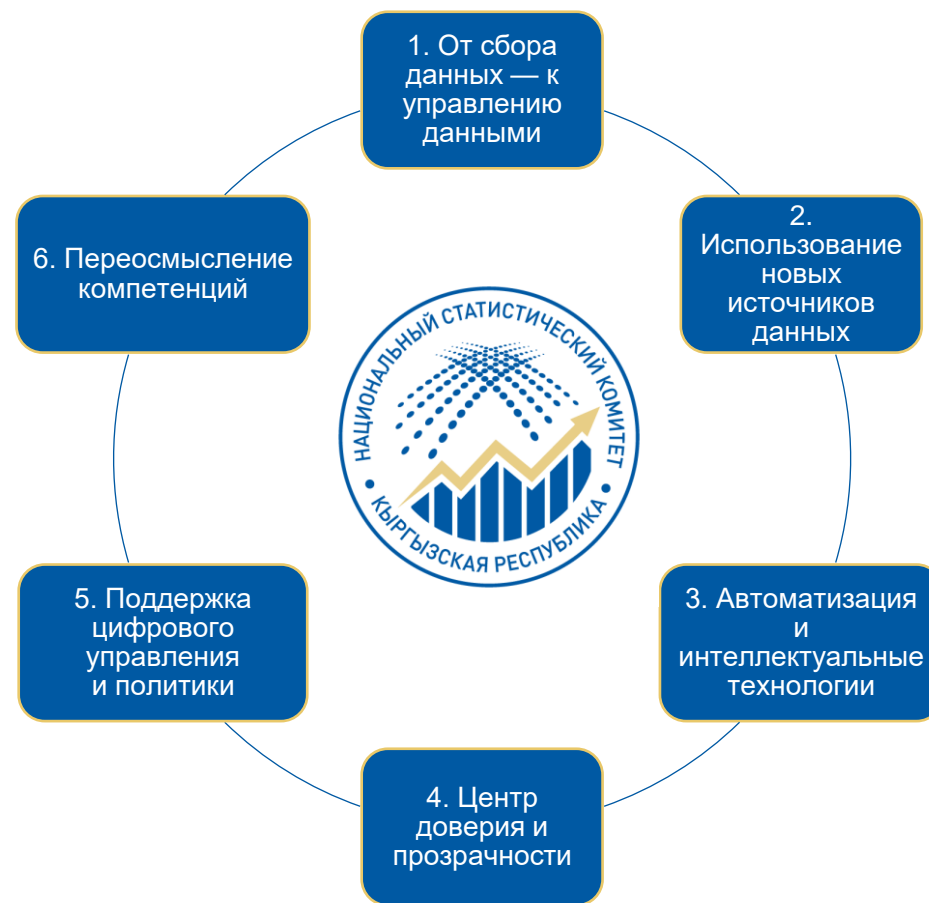 1. От сбора
данных — к
управлению
данными
2.
Использование
новых
источников
данных
3. Автоматизация
и
интеллектуальные
технологии
4. Центр
доверия и
прозрачности
5. Поддержка
цифрового
управления
и политики
6. Переосмысление
компетенций
НАЦИОНАЛЬНЫЙ СТАТИСТИЧЕСКИЙ КОМИТЕТ
КЫРГЫЗСКАЯ РЕСПУБЛИКА